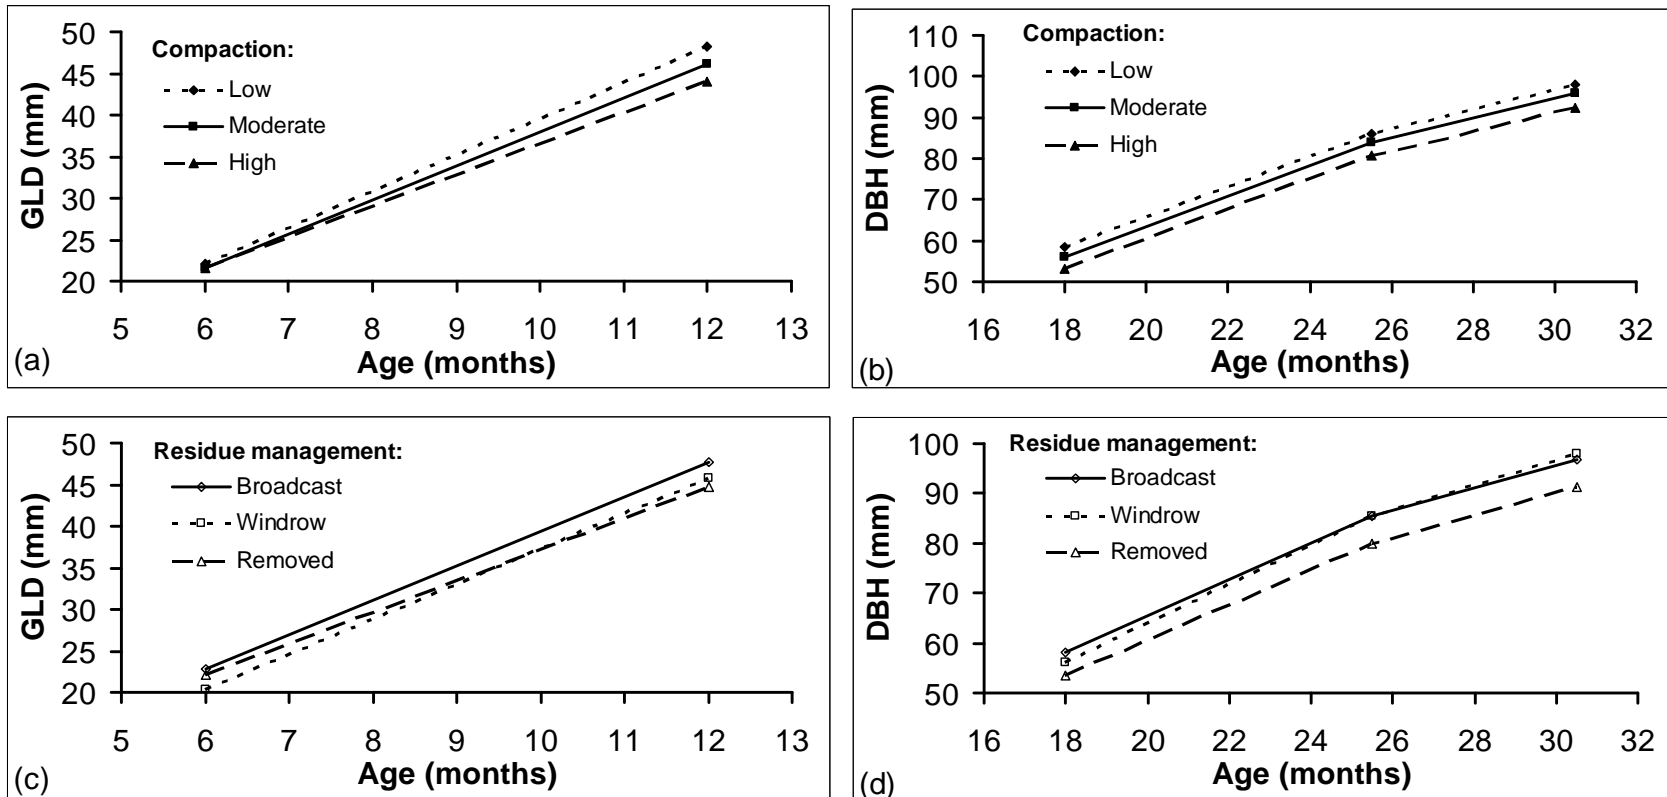 Compaction:
Low
Moderate
High
GLD (mm)
50
45
40
35
30
25
20
5 6 7 8 9 10 11 12 13
Age (months)
(a)
Compaction:
Low
Moderate
High
DBH (mm)
110
100
90
80
70
60
50
16 18 20 22 24 26 28 30 32
Age (months)
(b)
Residue management:
Broadcast
Windrow
Removed
GLD (mm)
50
45
40
35
30
25
20
5 6 7 8 9 10 11 12 13
Age (months)
(c)
Residue management:
Broadcast
Windrow
Removed
DBH (mm)
100
90
80
70
60
50
16 18 20 22 24 26 28 30 32
Age (months)
(d)